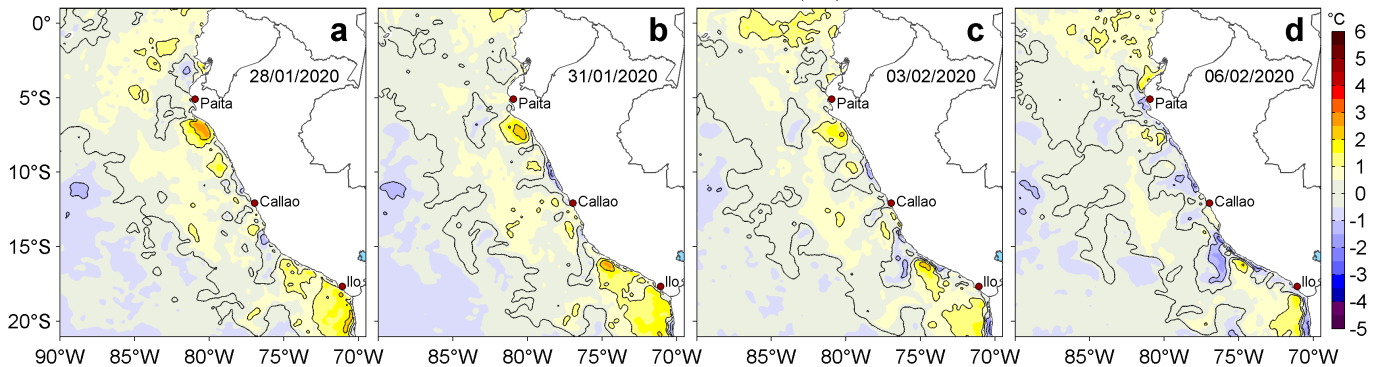 a
b
c
d
°C
0°
5°S
10°S
15°S
20°S
28/01/2020
31/01/2020
03/02/2020
06/02/2020
Paita
Paita
Paita
Paita
Callao
Callao
Callao
Callao
Ilo
Ilo
Ilo
Ilo
6
5
4
3
2
1
0
-1
-2
-3
-4
-5
90°W
85°W
80°W
75°W
70°W
85°W
80°W
75°W
70°W
85°W
80°W
75°W
70°W
85°W
80°W
75°W
70°W